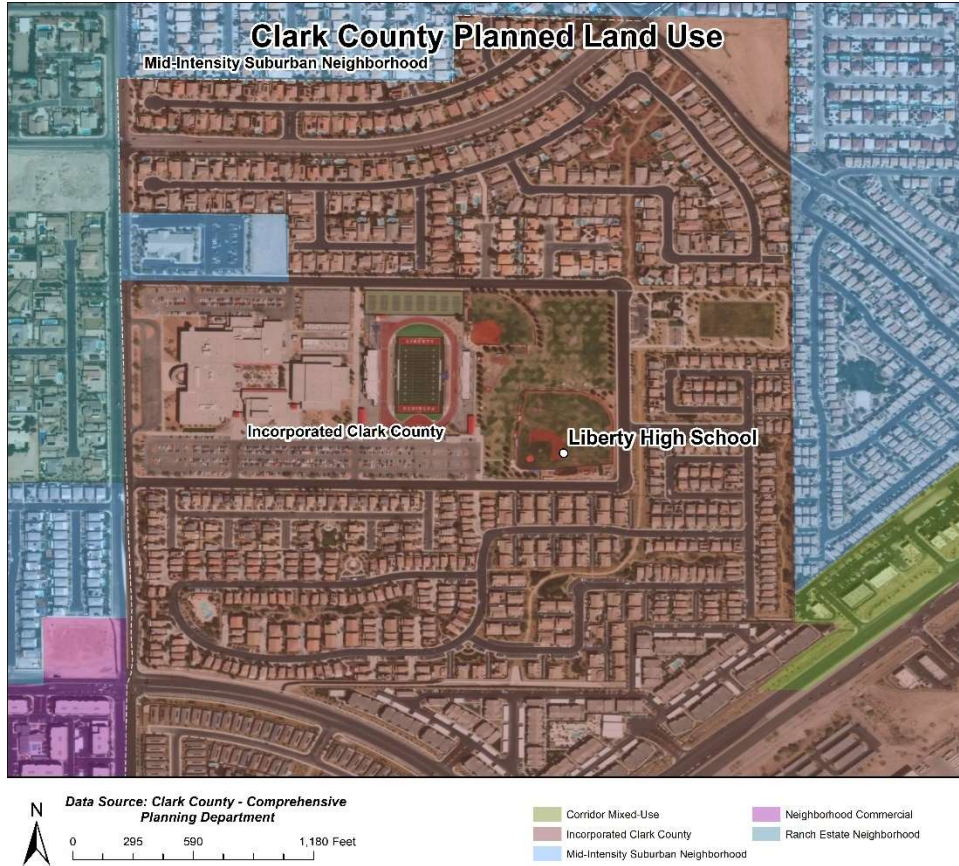 Clark County Planned Land Use
Mid-Intensity Suburban Neighborhood
LIBERTY
PATRIOTS
Incorporated Clark County
Liberty High School
N
Data Source: Clark County - Comprehensive
Planning Department
0 295 590 1,180 Feet
Corridor Mixed-Use
Incorporated Clark County
Mid-Intensity Suburban Neighborhood
Neighborhood Commercial
Ranch Estate Neighborhood